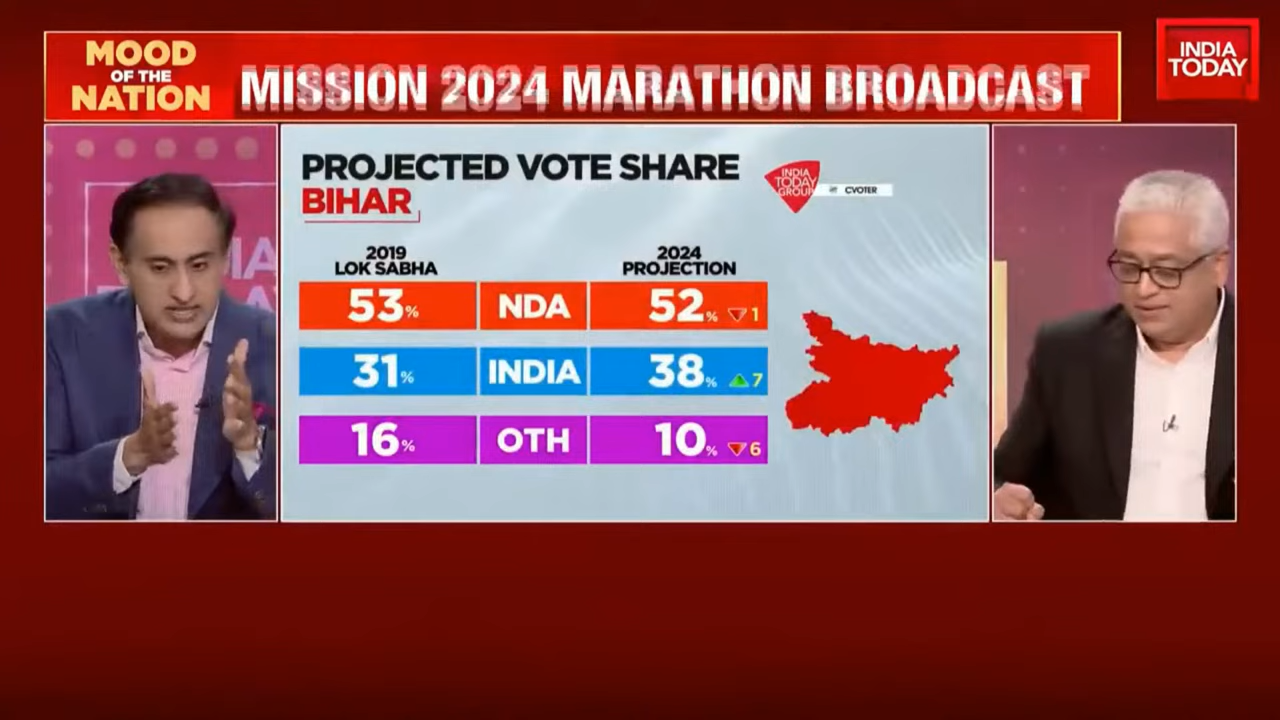 MOOD
OF THE
NATION
MISSION 2024 MARATHON BROADCAST
INDIA
TODAY
PROJECTED VOTE SHARE
BIHAR
INDIA
TODAY
GROUP
CVOTER
2019
LOK SABHA
2024
PROJECTION
53% NDA 52% 1
31% INDIA 38% 7
16% OTH 10% 6